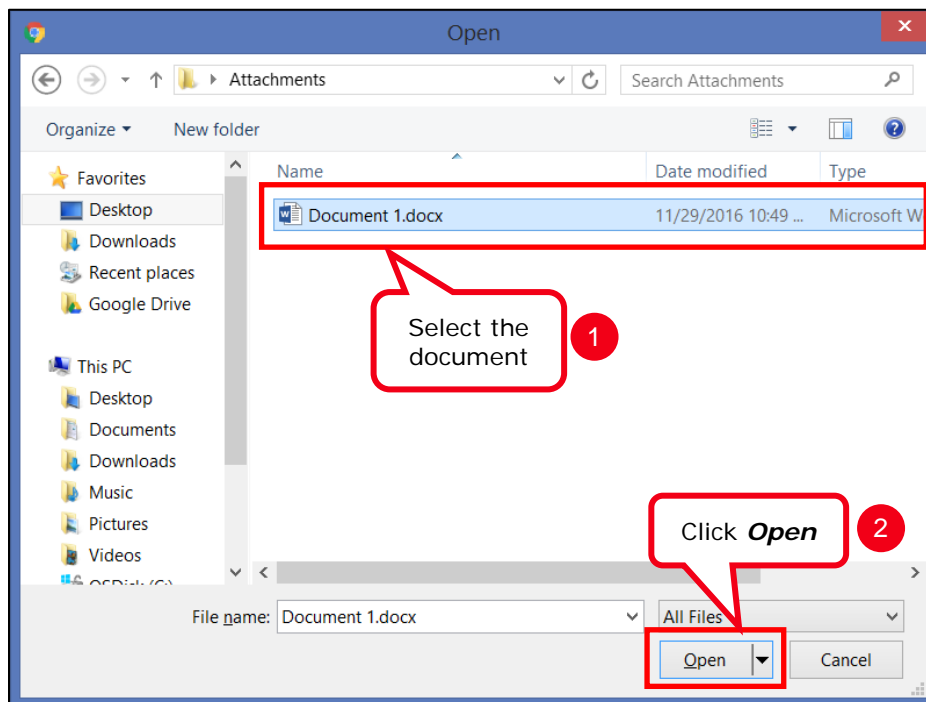 Open
Attachments
Search Attachments
Organize
New folder
Name
Date modified
Type
Favorites
Desktop
Downloads
Recent places
Google Drive
This PC
Desktop
Documents
Downloads
Music
Pictures
Videos
Document 1.docx
11/29/2016 10:49 ...
Microsoft W
Select the
document
1
Click Open
2
File name:
Document 1.docx
All Files
Open
Cancel